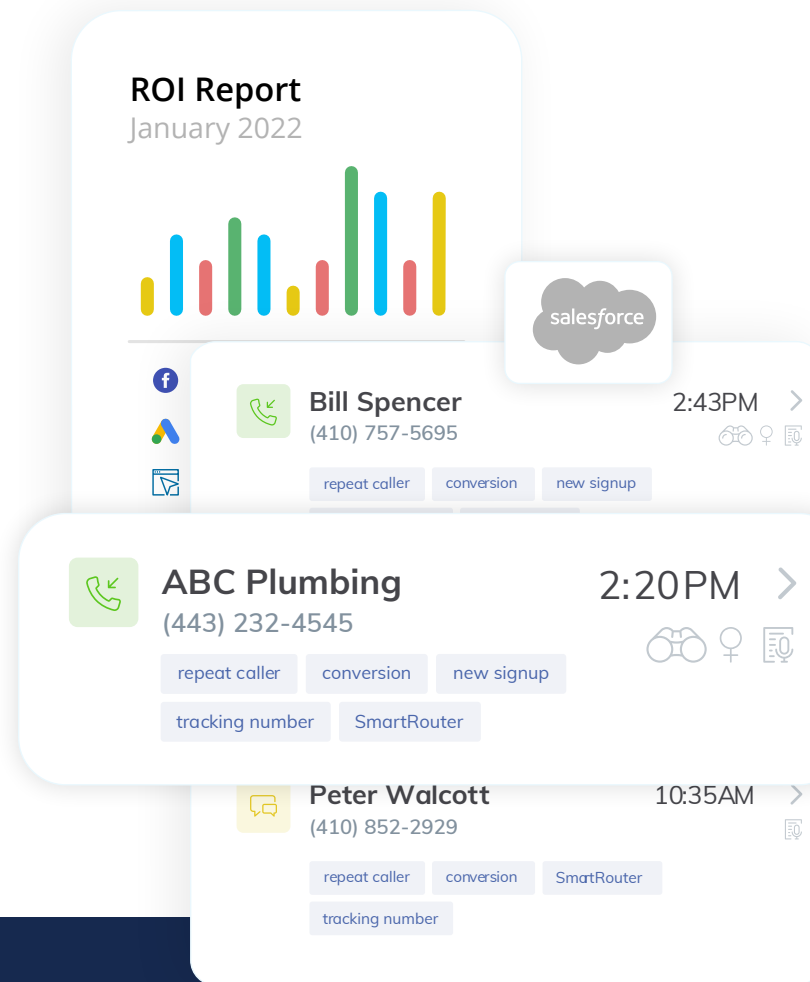 ROI Report
January 2022
salesforce
Bill Spencer
2:43PM
(410) 757-5695
repeat caller conversion new signup
ABC Plumbing
2:20PM
(443) 232-4545
repeat caller conversion new signup
tracking number SmartRouter
Peter Walcott
10:35AM
(410) 852-2929
repeat caller conversion SmartRouter
tracking number